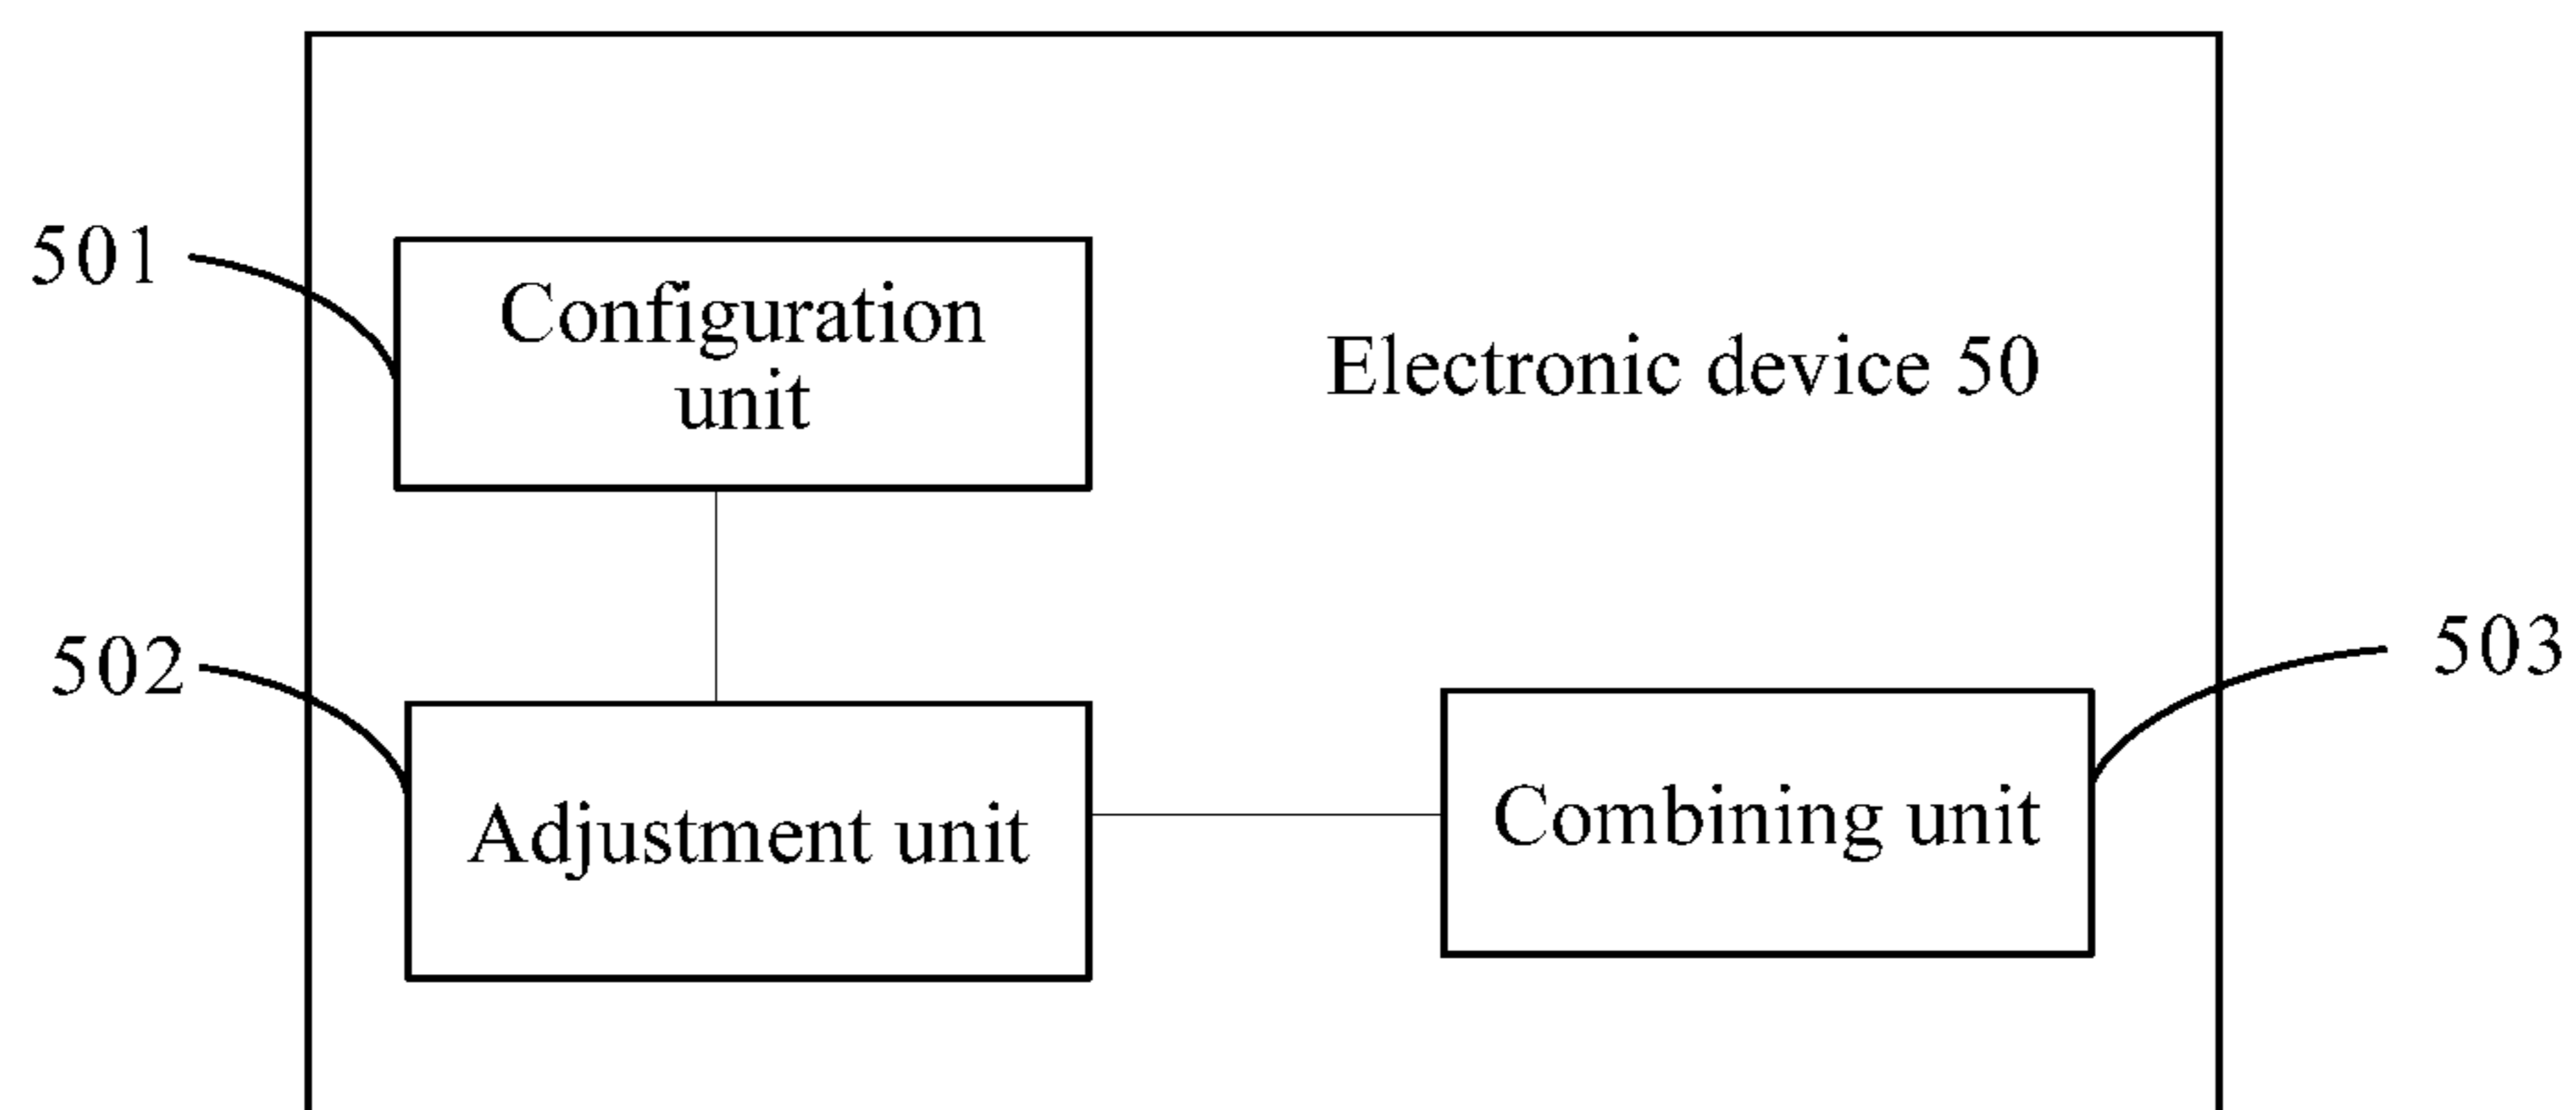 501
Configuration
unit
Electronic device 50
502
Adjustment unit
Combining unit
503